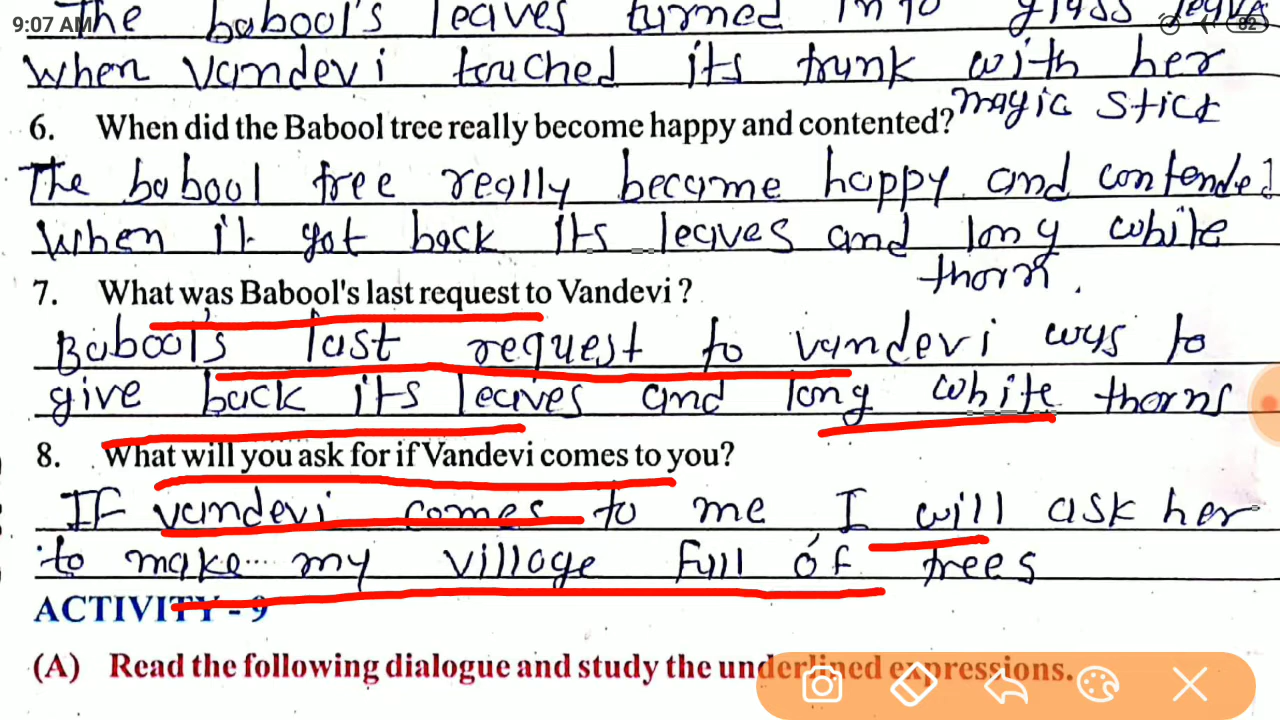 The babool's leaves turned into glass leave
9:07 AM
82
when vandevi touched its trunk with her
magic stick
6. When did the Babool tree really become happy and contented?
The babool tree really became happy and contended
when it got back its leaves and long white
thorn.
7. What was Babool's last request to Vandevi ?
Babool's last request to vandevi was to
give back its leaves and long white thorns
8. What will you ask for if Vandevi comes to you?
IF vandevi comes to me I will ask her
to make my village full of trees
ACTIVITY - 9
(A) Read the following dialogue and study the underlined expressions.